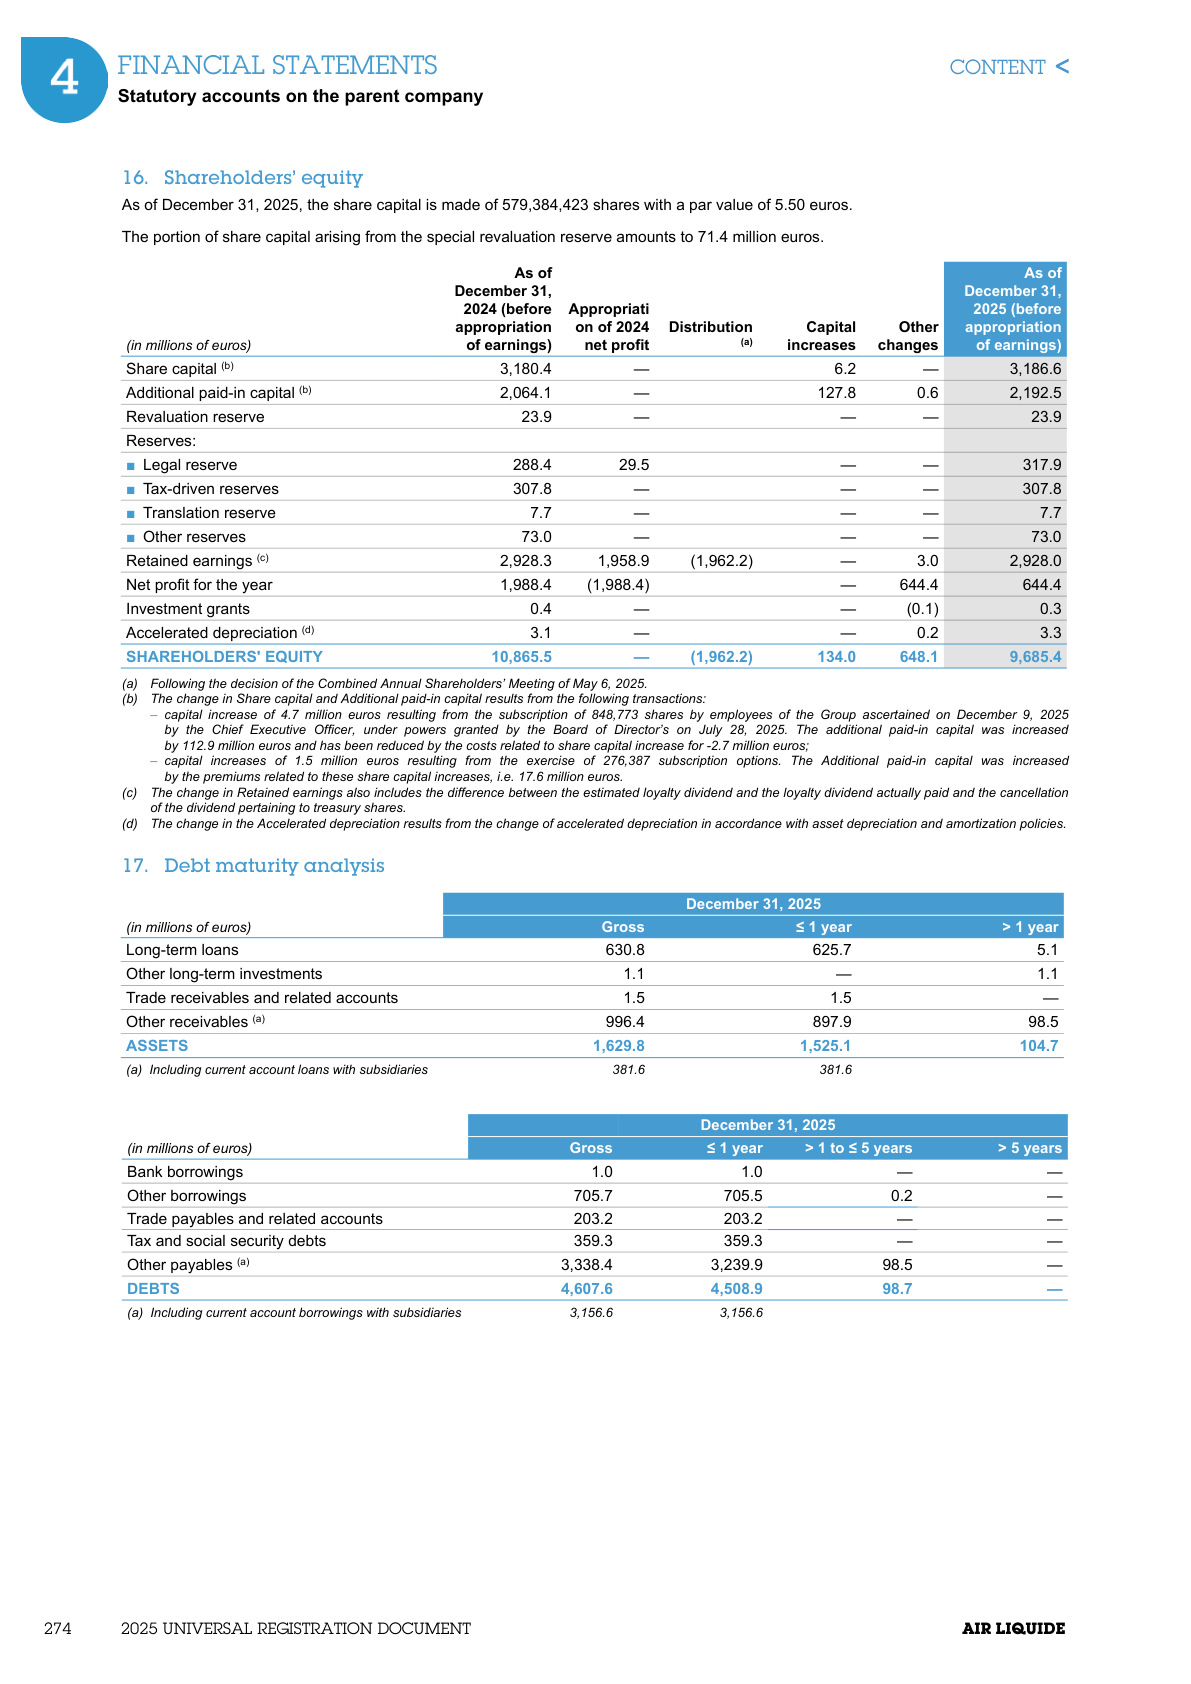 4
FINANCIAL STATEMENTS
CONTENT <
Statutory accounts on the parent company
16. Shareholders' equity
As of December 31, 2025, the share capital is made of 579,384,423 shares with a par value of 5.50 euros.
The portion of share capital arising from the special revaluation reserve amounts to 71.4 million euros.
(in millions of euros) As of December 31, 2024 (before appropriation of earnings) Appropriati on of 2024 net profit Distribution (a) Capital increases Other changes As of December 31, 2025 (before appropriation of earnings)
Share capital (b) 3,180.4 — 6.2 — 3,186.6
Additional paid-in capital (b) 2,064.1 — 127.8 0.6 2,192.5
Revaluation reserve 23.9 — — — 23.9
Reserves:
■ Legal reserve 288.4 29.5 — — 317.9
■ Tax-driven reserves 307.8 — — — 307.8
■ Translation reserve 7.7 — — — 7.7
■ Other reserves 73.0 — — — 73.0
Retained earnings (c) 2,928.3 1,958.9 (1,962.2) — 3.0 2,928.0
Net profit for the year 1,988.4 (1,988.4) — 644.4 644.4
Investment grants 0.4 — — (0.1) 0.3
Accelerated depreciation (d) 3.1 — — 0.2 3.3
SHAREHOLDERS' EQUITY 10,865.5 — (1,962.2) 134.0 648.1 9,685.4
(a) Following the decision of the Combined Annual Shareholders' Meeting of May 6, 2025.
(b) The change in Share capital and Additional paid-in capital results from the following transactions:
– capital increase of 4.7 million euros resulting from the subscription of 848,773 shares by employees of the Group ascertained on December 9, 2025
by the Chief Executive Officer, under powers granted by the Board of Director's on July 28, 2025. The additional paid-in capital was increased
by 112.9 million euros and has been reduced by the costs related to share capital increase for -2.7 million euros;
– capital increases of 1.5 million euros resulting from the exercise of 276,387 subscription options. The Additional paid-in capital was increased
by the premiums related to these share capital increases, i.e. 17.6 million euros.
(c) The change in Retained earnings also includes the difference between the estimated loyalty dividend and the loyalty dividend actually paid and the cancellation
of the dividend pertaining to treasury shares.
(d) The change in the Accelerated depreciation results from the change of accelerated depreciation in accordance with asset depreciation and amortization policies.
17. Debt maturity analysis
December 31, 2025
(in millions of euros) Gross ≤ 1 year > 1 year
Long-term loans 630.8 625.7 5.1
Other long-term investments 1.1 — 1.1
Trade receivables and related accounts 1.5 1.5 —
Other receivables (a) 996.4 897.9 98.5
ASSETS 1,629.8 1,525.1 104.7
(a) Including current account loans with subsidiaries 381.6 381.6
December 31, 2025
(in millions of euros) Gross ≤ 1 year > 1 to ≤ 5 years > 5 years
Bank borrowings 1.0 1.0 — —
Other borrowings 705.7 705.5 0.2 —
Trade payables and related accounts 203.2 203.2 — —
Tax and social security debts 359.3 359.3 — —
Other payables (a) 3,338.4 3,239.9 98.5 —
DEBTS 4,607.6 4,508.9 98.7 —
(a) Including current account borrowings with subsidiaries 3,156.6 3,156.6
274 2025 UNIVERSAL REGISTRATION DOCUMENT AIR LIQUIDE